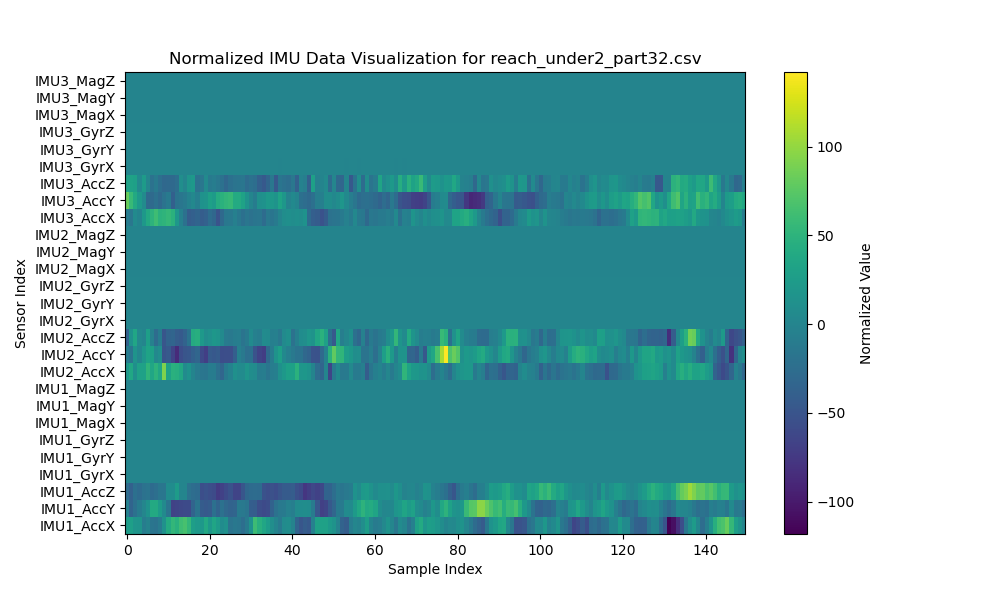 Normalized IMU Data Visualization for reach_under2_part32.csv
IMU3_MagZ
IMU3_MagY
IMU3_MagX
IMU3_GyrZ
IMU3_GyrY
IMU3_GyrX
IMU3_AccZ
IMU3_AccY
IMU3_AccX
IMU2_MagZ
IMU2_MagY
IMU2_MagX
IMU2_GyrZ
IMU2_GyrY
IMU2_GyrX
IMU2_AccZ
IMU2_AccY
IMU2_AccX
IMU1_MagZ
IMU1_MagY
IMU1_MagX
IMU1_GyrZ
IMU1_GyrY
IMU1_GyrX
IMU1_AccZ
IMU1_AccY
IMU1_AccX
Sensor Index
0 20 40 60 80 100 120 140
Sample Index
100
50
0
−50
−100
Normalized Value